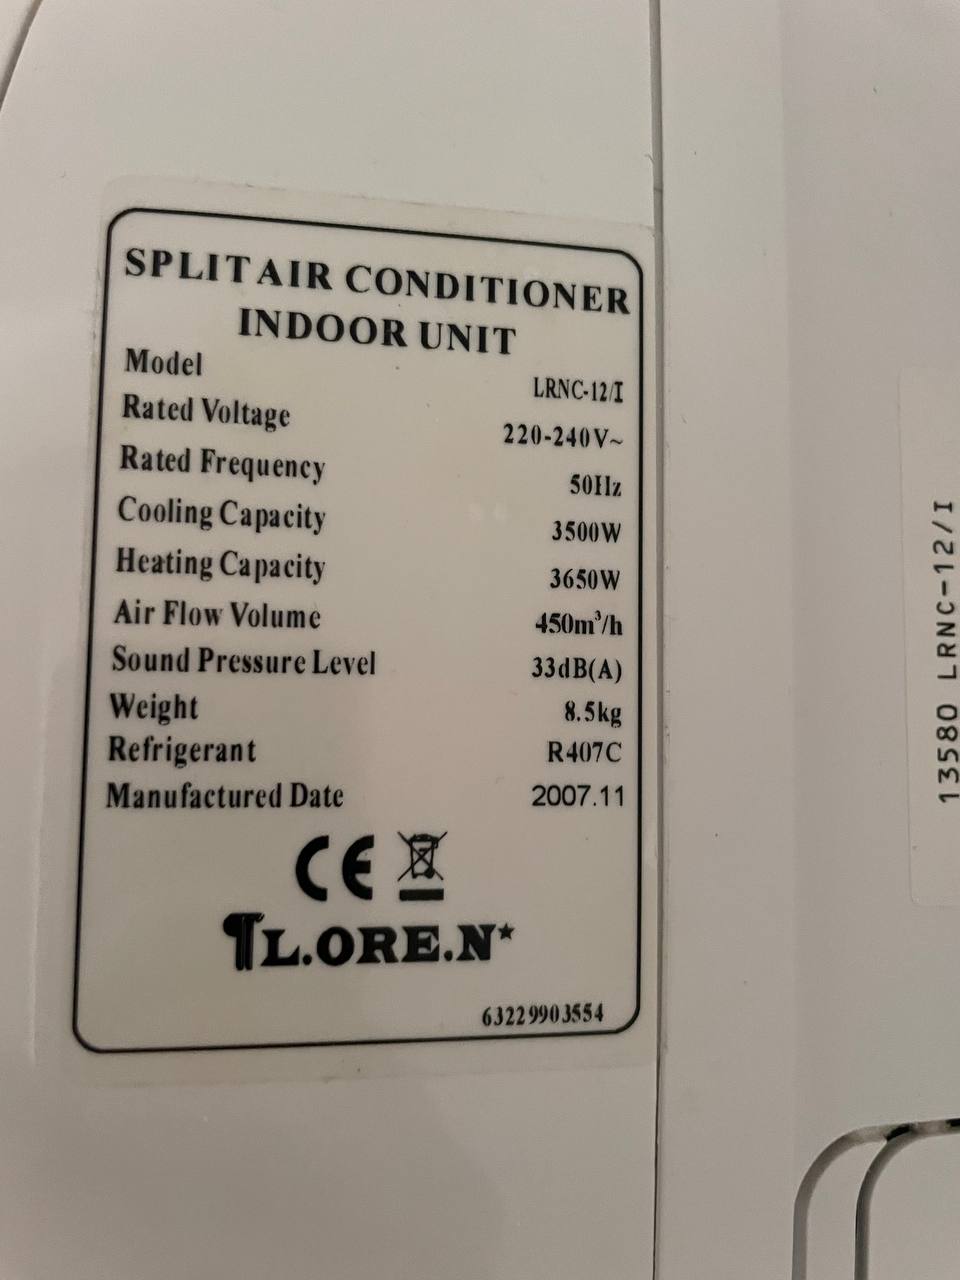 SPLIT AIR CONDITIONER
INDOOR UNIT
Model LRNC-12/I
Rated Voltage 220-240V~
Rated Frequency 50Hz
Cooling Capacity 3500W
Heating Capacity 3650W
Air Flow Volume 450m³/h
Sound Pressure Level 33dB(A)
Weight 8.5kg
Refrigerant R407C
Manufactured Date 2007.11
CE
L.ORE.N*
63229903554
13580 LRNC-12/I